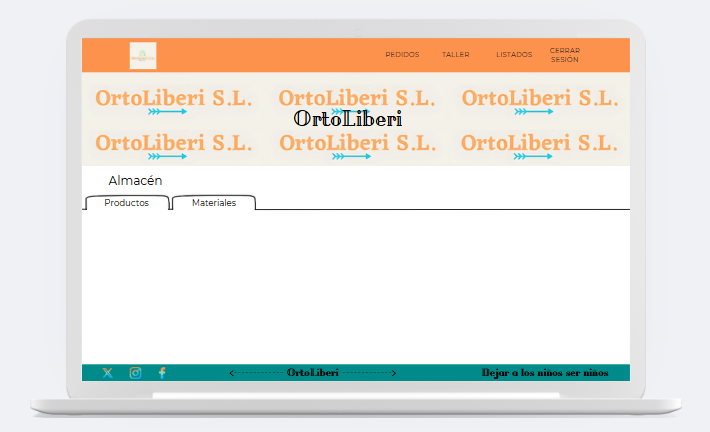 PEDIDOS TALLER LISTADOS CERRAR
SESIÓN
OrtoLiberi S.L. OrtoLiberi S.L. OrtoLiberi S.L.
OrtoLiberi
OrtoLiberi S.L. OrtoLiberi S.L. OrtoLiberi S.L.
Almacén
Productos Materiales
OrtoLiberi Dejar a los niños ser niños